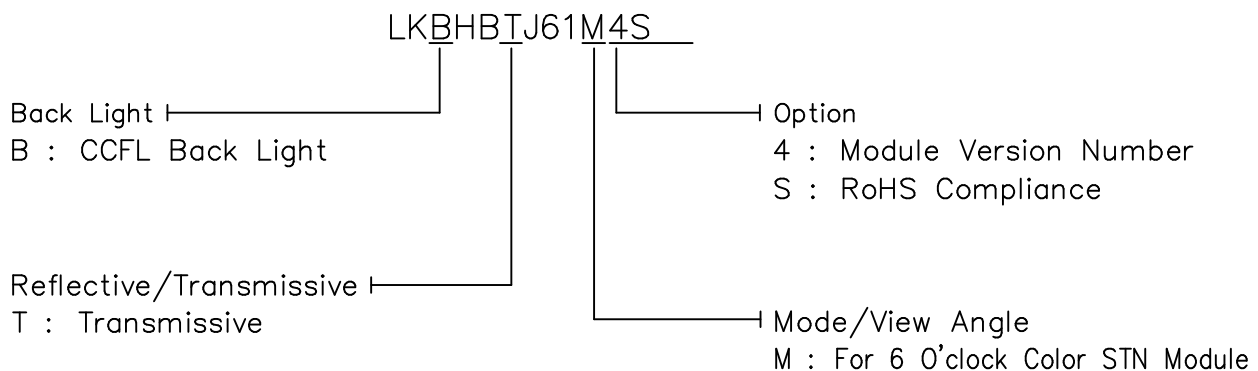 LKBHBTJ61M4S
Back Light
B : CCFL Back Light
Option
4 : Module Version Number
S : RoHS Compliance
Reflective/Transmissive
T : Transmissive
Mode/View Angle
M : For 6 O'clock Color STN Module